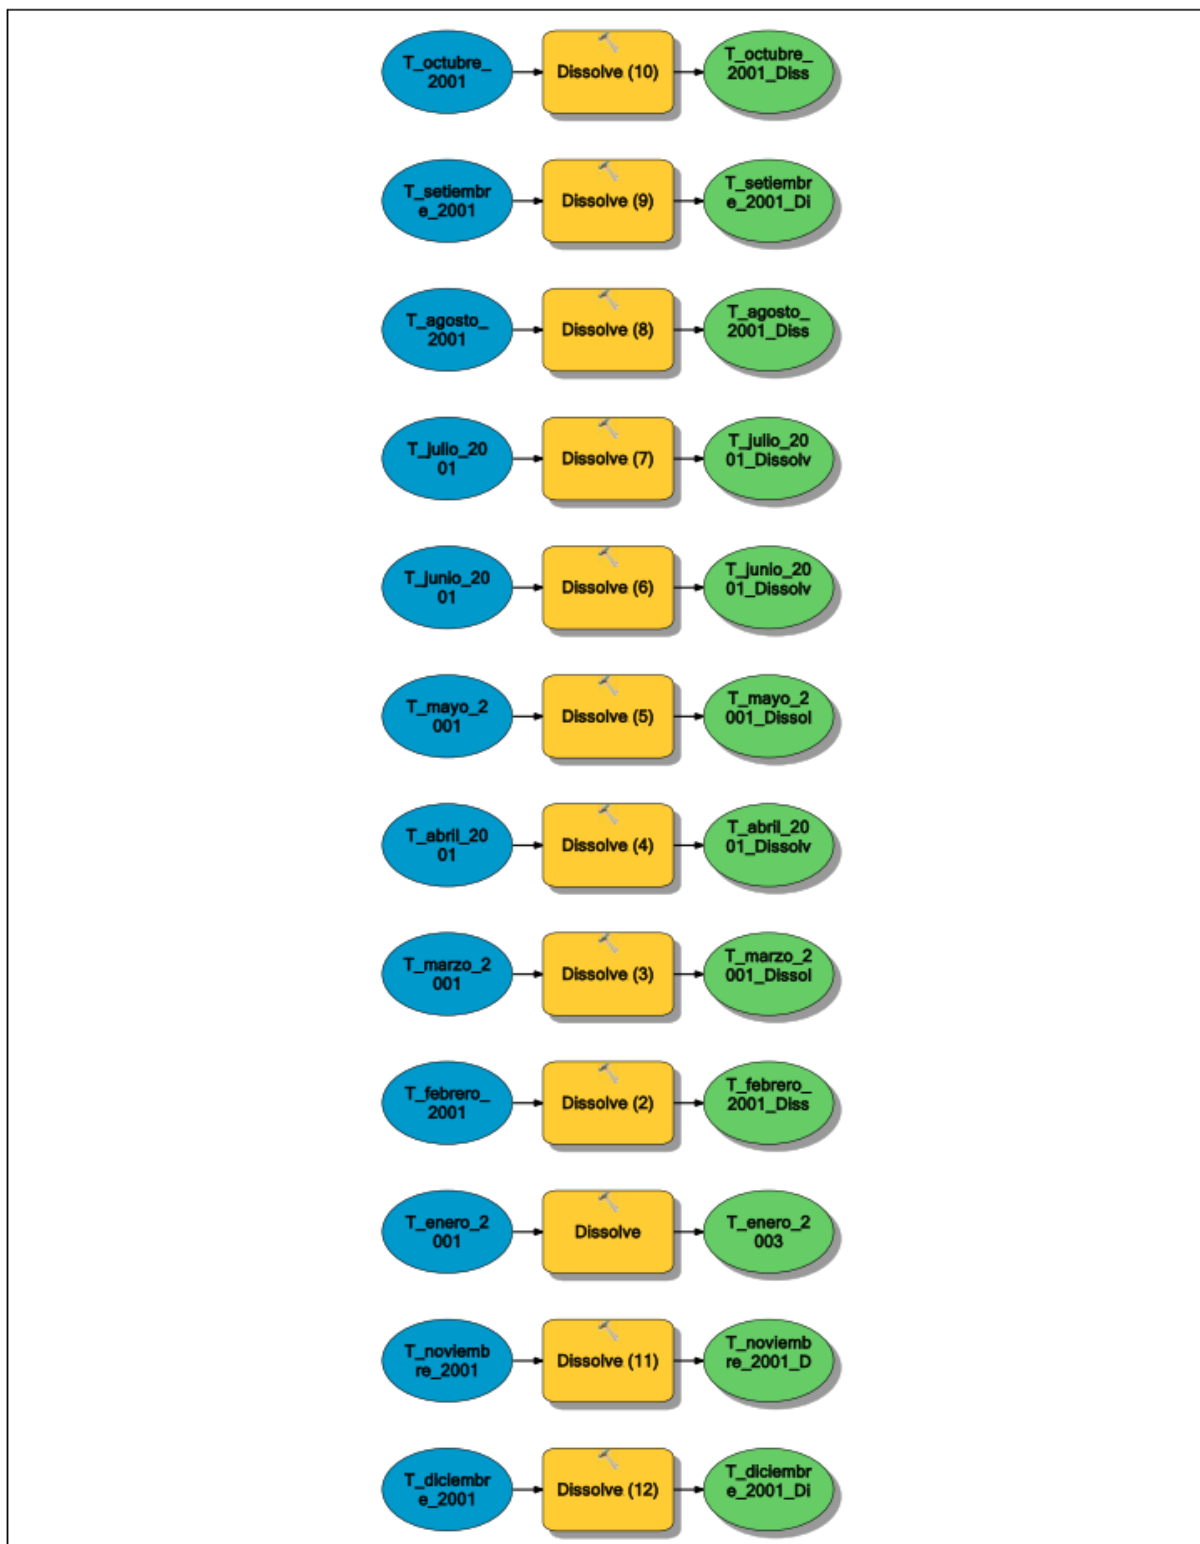 T_octubre_
2001
Dissolve (10)
T_octubre_
2001_Diss
T_setiembr
e_2001
Dissolve (9)
T_setiembr
e_2001_Di
T_agosto_
2001
Dissolve (8)
T_agosto_
2001_Diss
T_julio_20
01
Dissolve (7)
T_julio_20
01_Dissolv
T_junio_20
01
Dissolve (6)
T_junio_20
01_Dissolv
T_mayo_2
001
Dissolve (5)
T_mayo_2
001_Dissol
T_abril_20
01
Dissolve (4)
T_abril_20
01_Dissolv
T_marzo_2
001
Dissolve (3)
T_marzo_2
001_Dissol
T_febrero_
2001
Dissolve (2)
T_febrero_
2001_Diss
T_enero_2
001
Dissolve
T_enero_2
003
T_noviemb
re_2001
Dissolve (11)
T_noviemb
re_2001_D
T_diciembr
e_2001
Dissolve (12)
T_diciembr
e_2001_Di